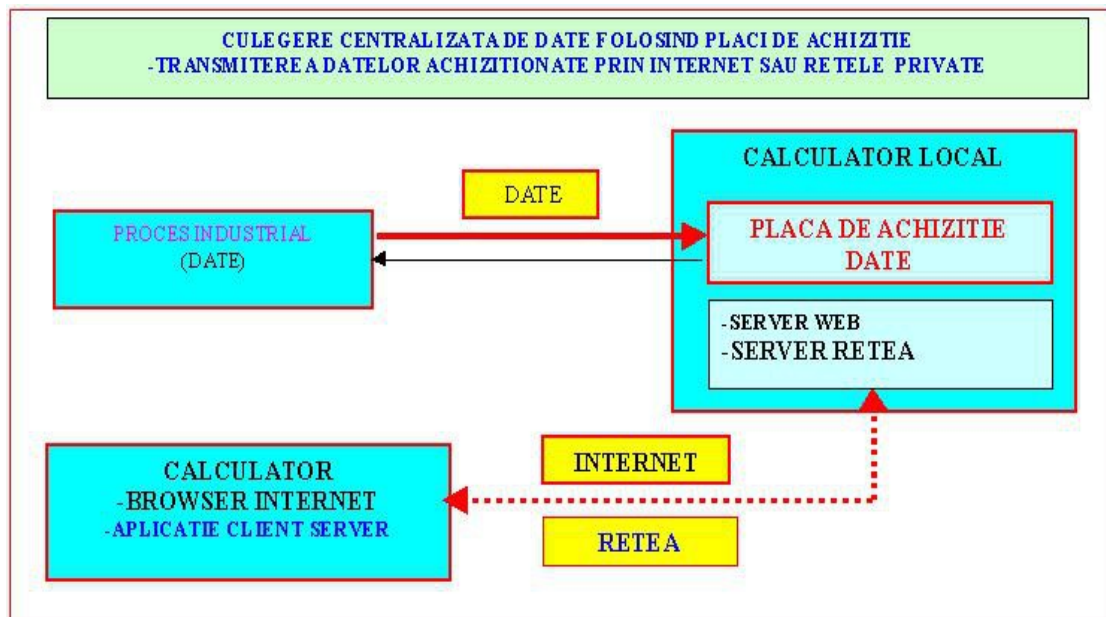 CULEGERE CENTRALIZATA DE DATE FOLOSIND PLACI DE ACHIZITIE
-TRANSMITEREA DATELOR ACHIZITIONATE PRIN INTERNET SAU RETELE PRIVATE
CALCULATOR LOCAL
DATE
PROCES INDUSTRIAL
(DATE)
PLACA DE ACHIZITIE
DATE
-SERVER WEB
-SERVER RETEA
CALCULATOR
-BROWSER INTERNET
-APLICATIE CLIENT SERVER
INTERNET
RETEA